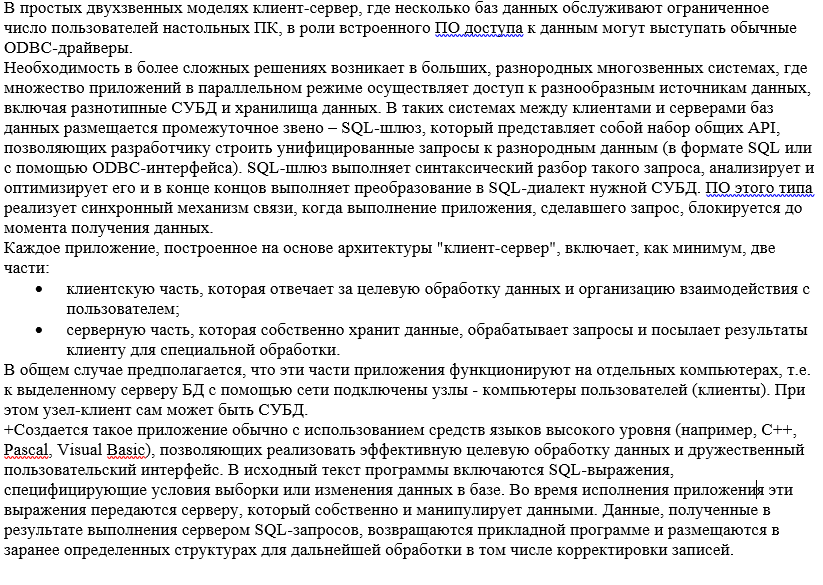 В простых двухзвенных моделях клиент-сервер, где несколько баз данных обслуживают ограниченное
число пользователей настольных ПК, в роли встроенного ПО доступа к данным могут выступать обычные
ODBC-драйверы.
Необходимость в более сложных решениях возникает в больших, разнородных многозвенных системах, где
множество приложений в параллельном режиме осуществляет доступ к разнообразным источникам данных,
включая разнотипные СУБД и хранилища данных. В таких системах между клиентами и серверами баз
данных размещается промежуточное звено – SQL-шлюз, который представляет собой набор общих API,
позволяющих разработчику строить унифицированные запросы к разнородным данным (в формате SQL или
с помощью ODBC-интерфейса). SQL-шлюз выполняет синтаксический разбор такого запроса, анализирует и
оптимизирует его и в конце концов выполняет преобразование в SQL-диалект нужной СУБД. ПО этого типа
реализует синхронный механизм связи, когда выполнение приложения, сделавшего запрос, блокируется до
момента получения данных.
Каждое приложение, построенное на основе архитектуры "клиент-сервер", включает, как минимум, две
части:
• клиентскую часть, которая отвечает за целевую обработку данных и организацию взаимодействия с
пользователем;
• серверную часть, которая собственно хранит данные, обрабатывает запросы и посылает результаты
клиенту для специальной обработки.
В общем случае предполагается, что эти части приложения функционируют на отдельных компьютерах, т.е.
к выделенному серверу БД с помощью сети подключены узлы - компьютеры пользователей (клиенты). При
этом узел-клиент сам может быть СУБД.
+Создается такое приложение обычно с использованием средств языков высокого уровня (например, C++,
Pascal, Visual Basic), позволяющих реализовать эффективную целевую обработку данных и дружественный
пользовательский интерфейс. В исходный текст программы включаются SQL-выражения,
специфицирующие условия выборки или изменения данных в базе. Во время исполнения приложения эти
выражения передаются серверу, который собственно и манипулирует данными. Данные, полученные в
результате выполнения сервером SQL-запросов, возвращаются прикладной программе и размещаются в
заранее определенных структурах для дальнейшей обработки в том числе корректировки записей.